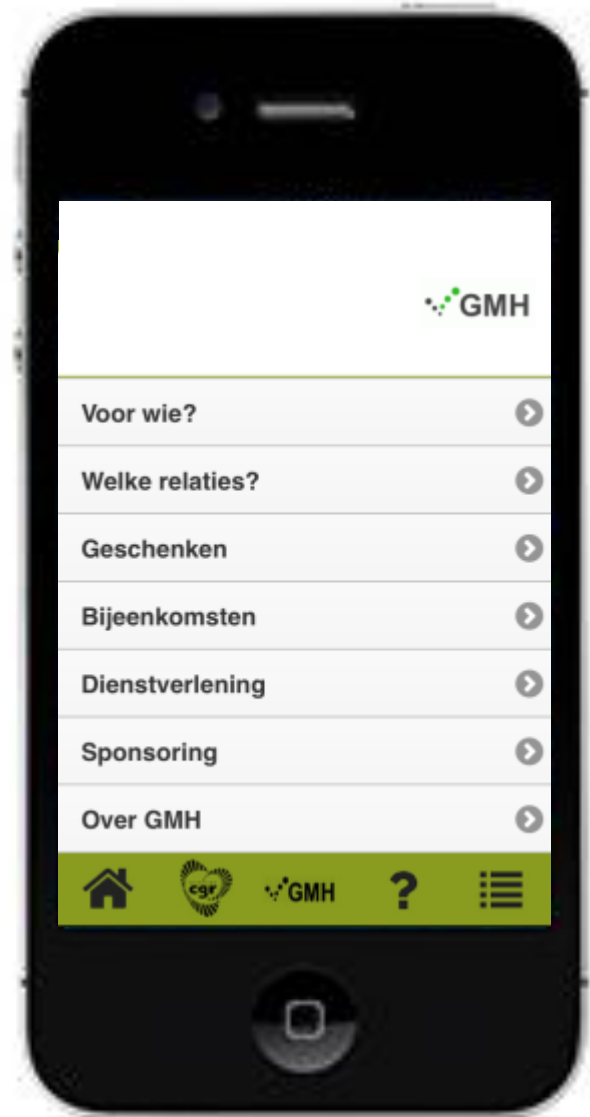 GMH
Voor wie?
Welke relaties?
Geschenken
Bijeenkomsten
Dienstverlening
Sponsoring
Over GMH
cgr GMH ?